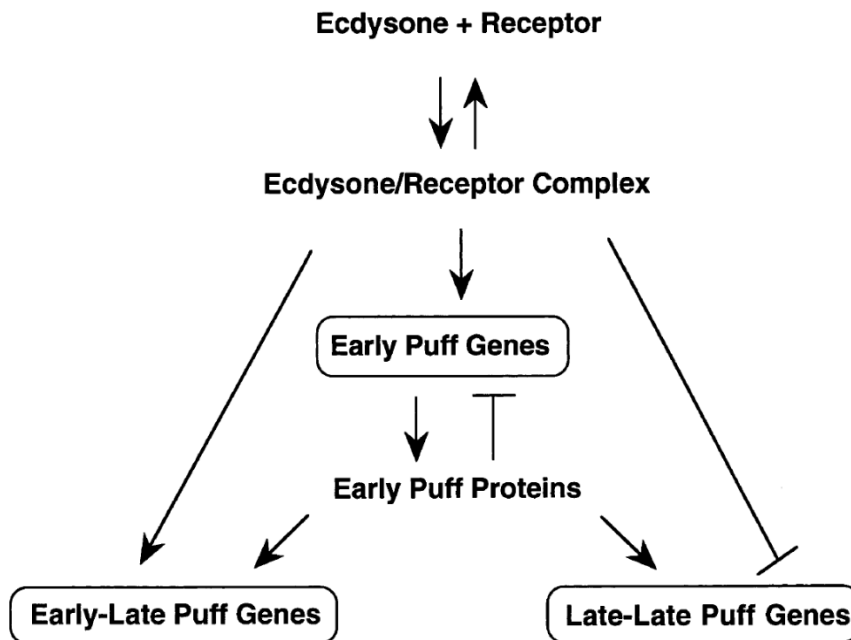 Ecdysone + Receptor
Ecdysone/Receptor Complex
Early Puff Genes
Early Puff Proteins
Early-Late Puff Genes
Late-Late Puff Genes